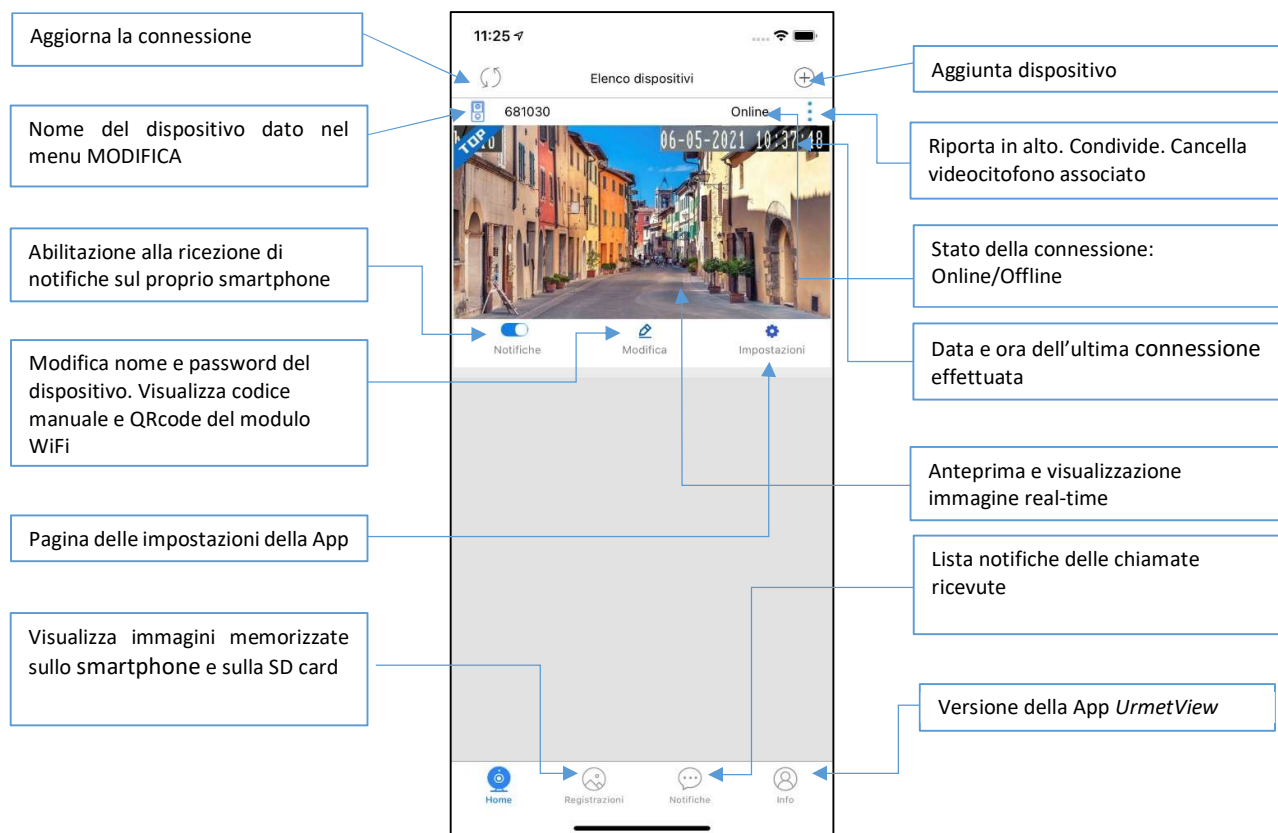 Aggiorna la connessione
Nome del dispositivo dato nel
menu MODIFICA
Abilitazione alla ricezione di
notifiche sul proprio smartphone
Modifica nome e password del
dispositivo. Visualizza codice
manuale e QRcode del modulo
WiFi
Pagina delle impostazioni della App
Visualizza immagini memorizzate
sullo smartphone e sulla SD card
11:25
Elenco dispositivi
681030
Online
TOP
06-05-2021 10:37:48
Notifiche
Modifica
Impostazioni
Home
Registrazioni
Notifiche
Info
Aggiunta dispositivo
Riporta in alto. Condivide. Cancella
videocitofono associato
Stato della connessione:
Online/Offline
Data e ora dell’ultima connessione
effettuata
Anteprima e visualizzazione
immagine real-time
Lista notifiche delle chiamate
ricevute
Versione della App UrmetView